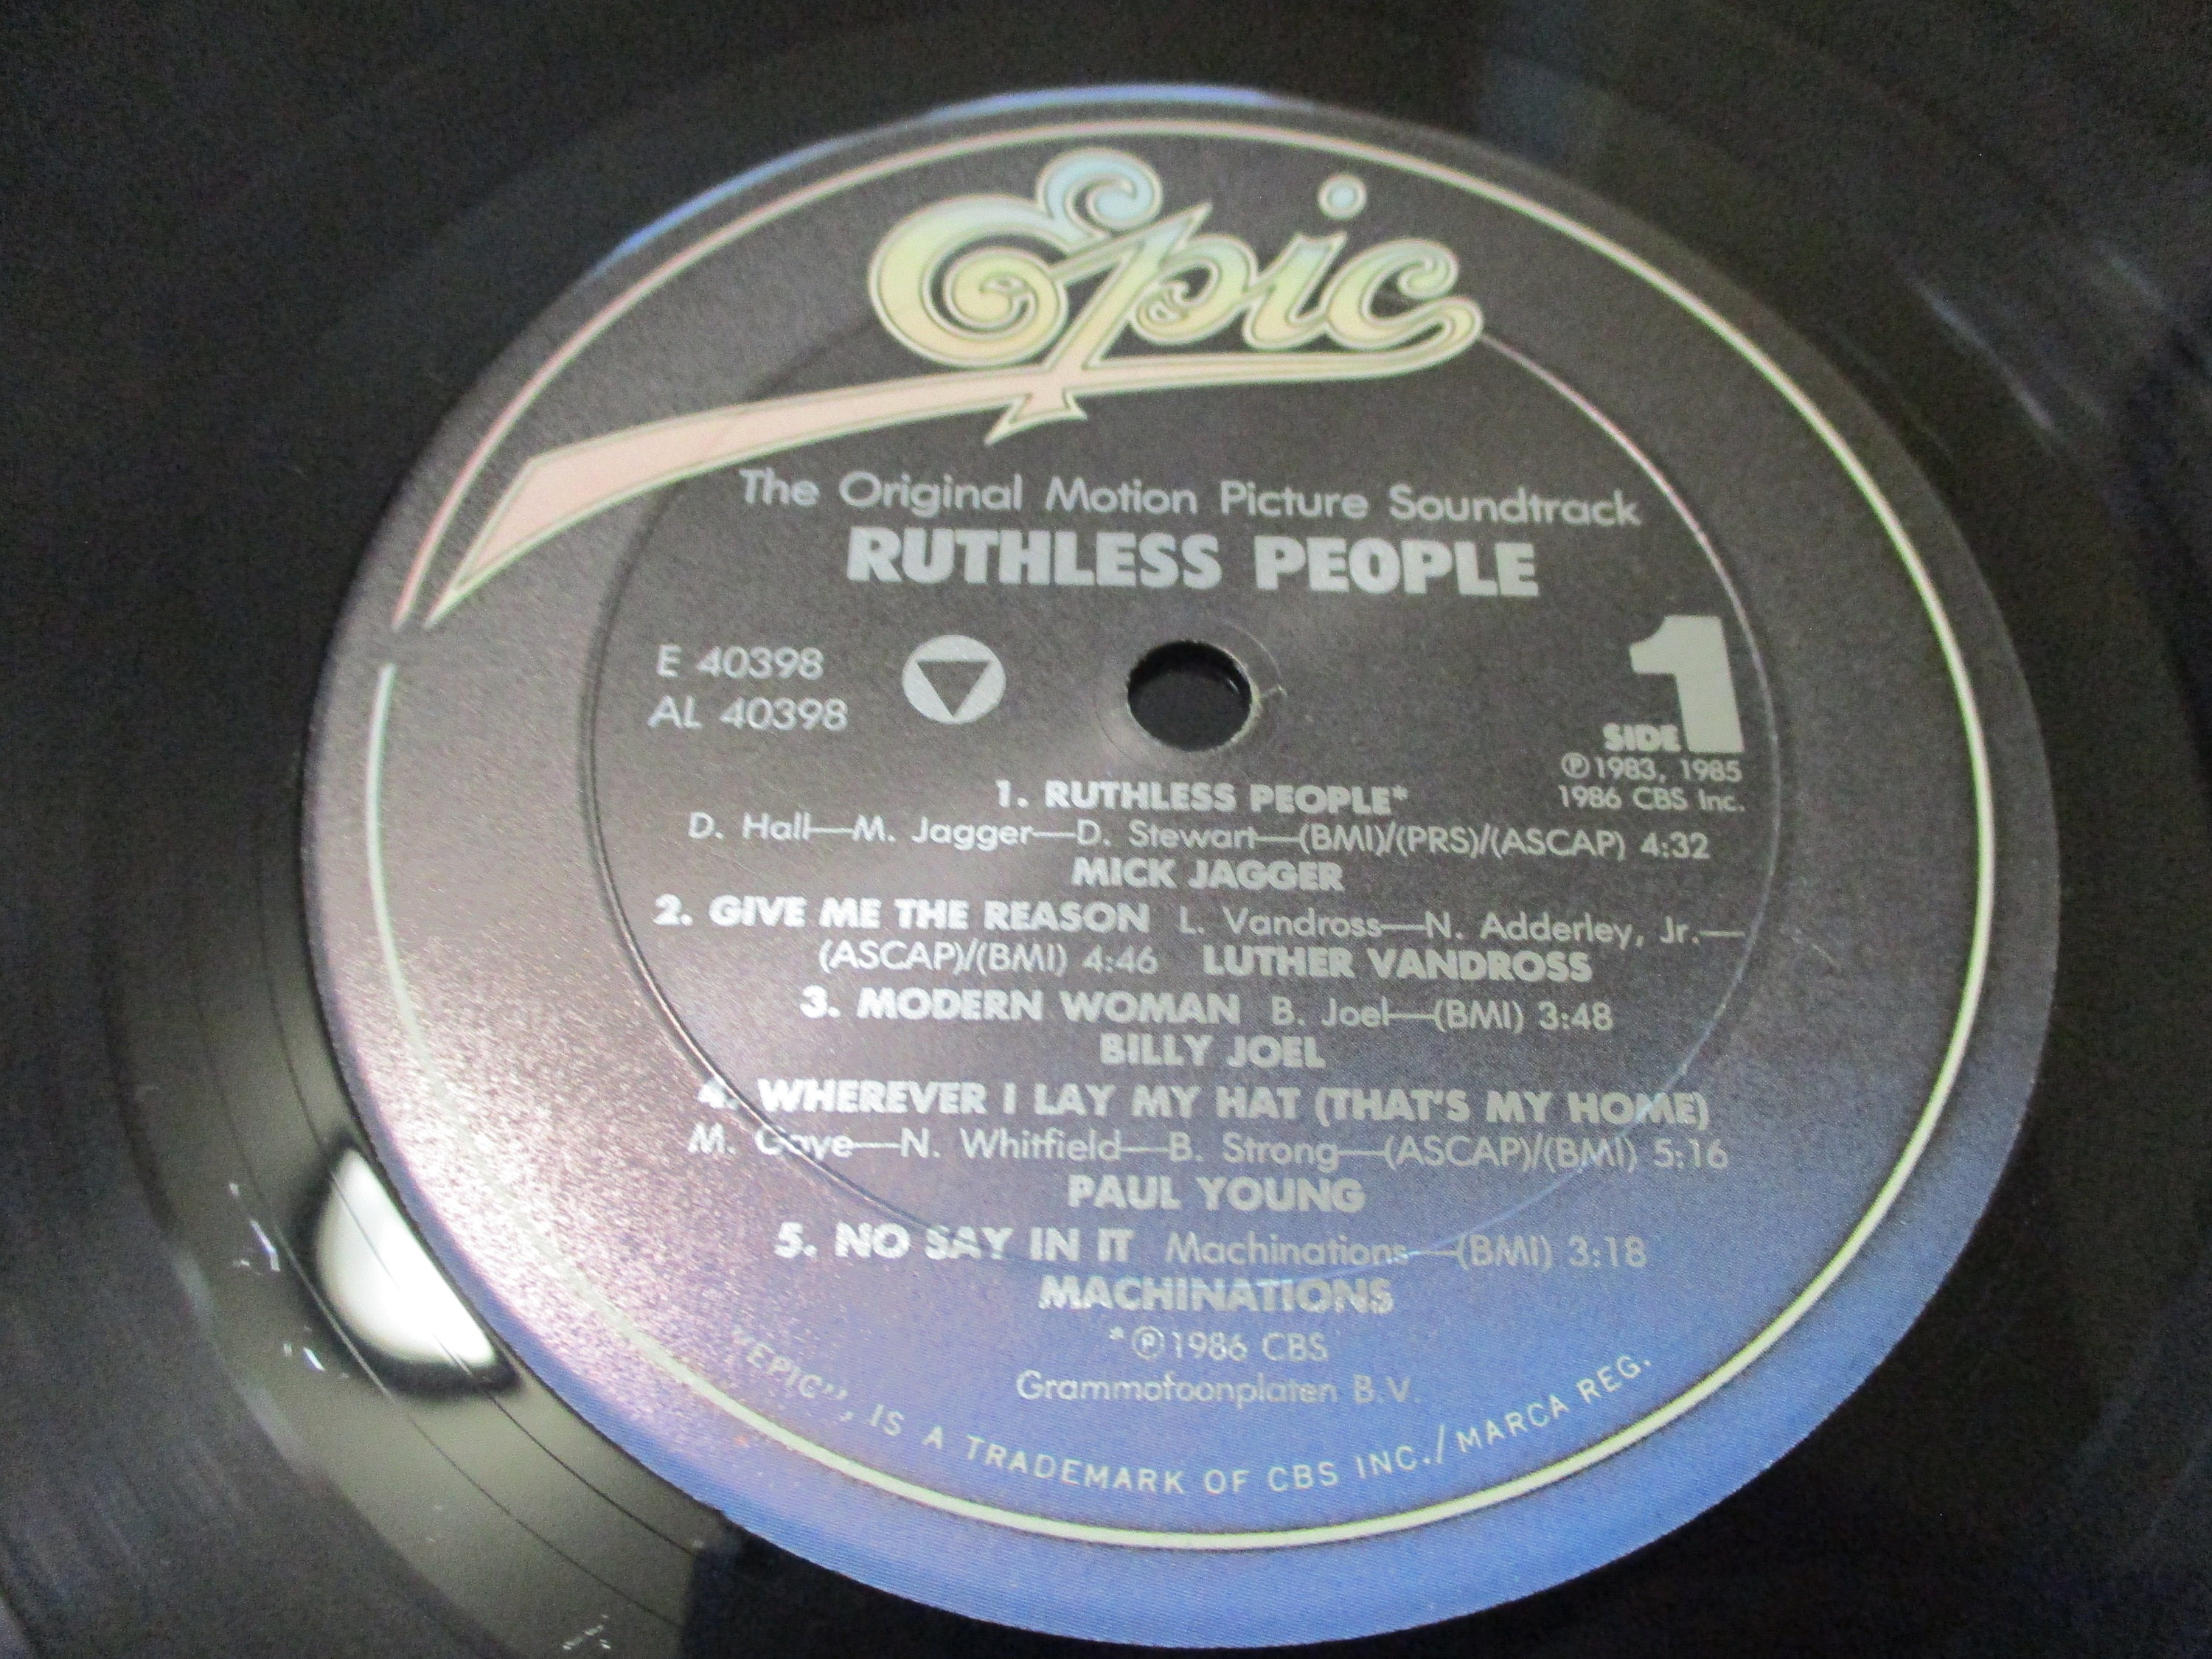 Epic
The Original Motion Picture Soundtrack
RUTHLESS PEOPLE
E 40398
AL 40398
SIDE 1
℗1983, 1985
1986 CBS Inc.
1. RUTHLESS PEOPLE*
D. Hall—M. Jagger—D. Stewart—(BMI)/(PRS)/(ASCAP) 4:32
MICK JAGGER
2. GIVE ME THE REASON L. Vandross—N. Adderley, Jr.—
(ASCAP)/(BMI) 4:46 LUTHER VANDROSS
3. MODERN WOMAN B. Joel—(BMI) 3:48
BILLY JOEL
4. WHEREVER I LAY MY HAT (THAT'S MY HOME)
M. Gaye—N. Whitfield—B. Strong—(ASCAP)/(BMI) 5:16
PAUL YOUNG
5. NO SAY IN IT Machinations—(BMI) 3:18
MACHINATIONS
*℗1986 CBS
Grammofoonplaten B.V.
"EPIC", IS A TRADEMARK OF CBS INC./MARCA REG.